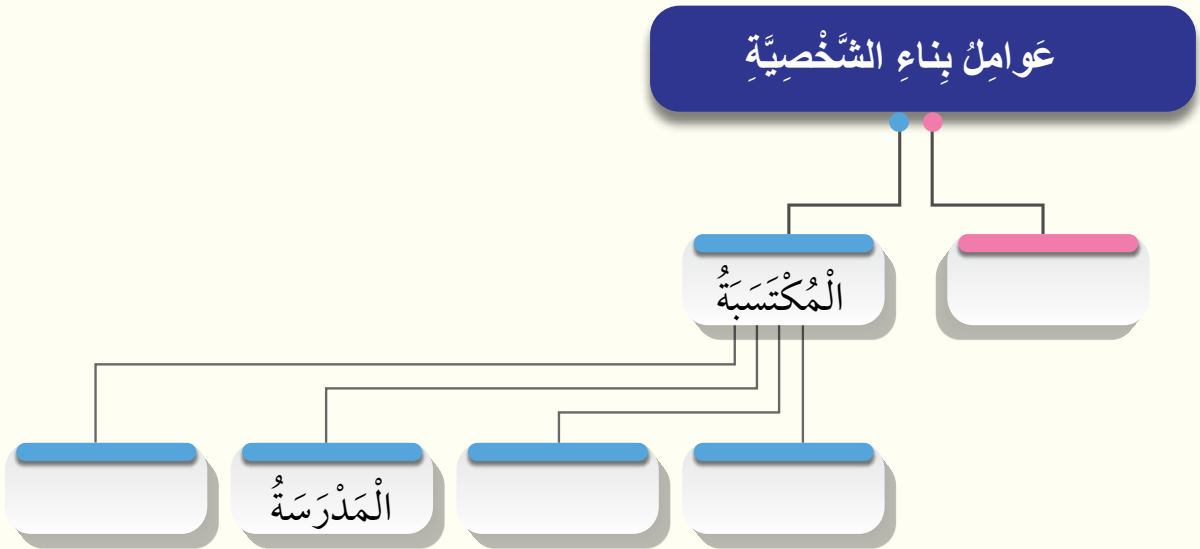 عَوامِلُ بِناءِ الشَّخْصِيَّةِ
الْمُكْتَسَبَةُ
الْمَدْرَسَةُ